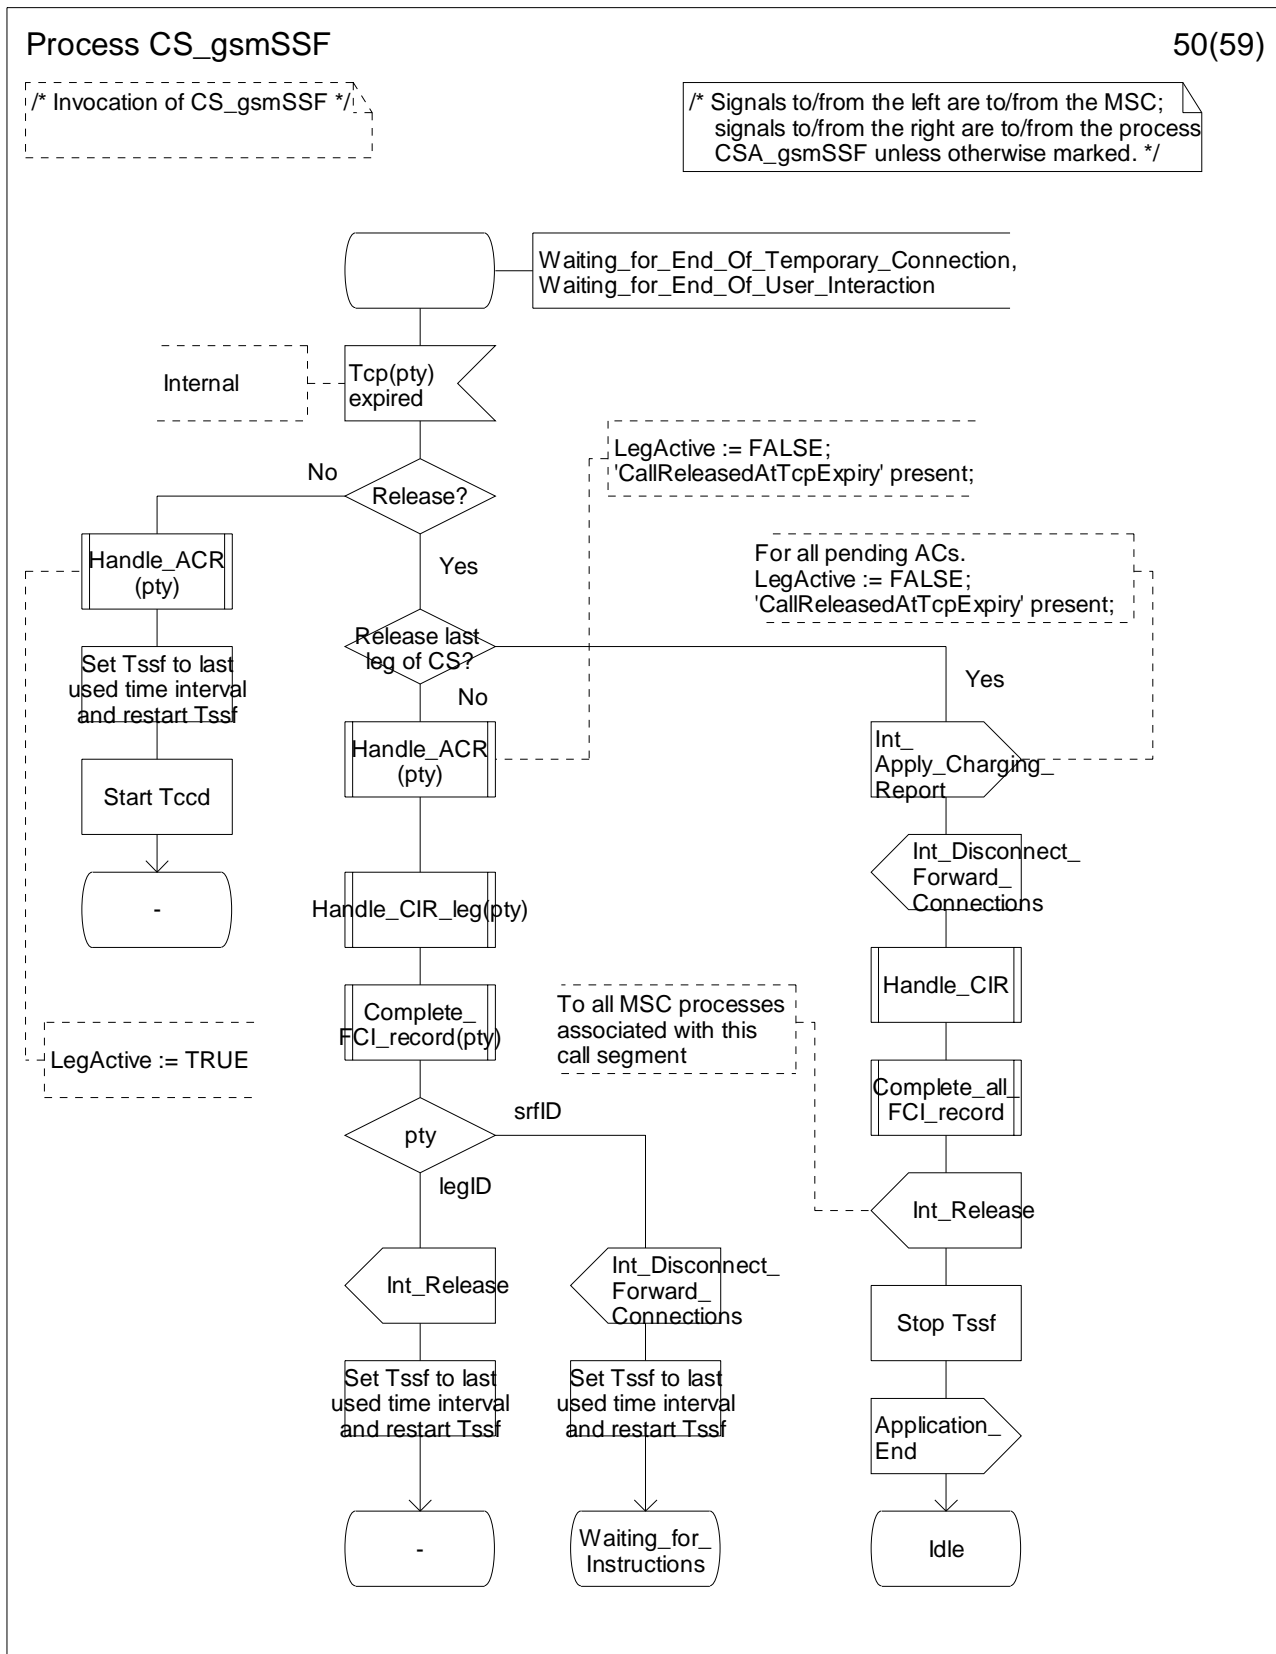 Process CS_gsmSSF
50(59)
/* Invocation of CS_gsmSSF */
/* Signals to/from the left are to/from the MSC;
signals to/from the right are to/from the process
CSA_gsmSSF unless otherwise marked. */
Waiting_for_End_Of_Temporary_Connection,
Waiting_for_End_Of_User_Interaction
Internal
Tcp(pty)
expired
LegActive := FALSE;
'CallReleasedAtTcpExpiry' present;
No
Release?
Yes
For all pending ACs.
LegActive := FALSE;
'CallReleasedAtTcpExpiry' present;
Handle_ACR
(pty)
Release last
leg of CS?
Yes
No
Set Tssf to last
used time interval
and restart Tssf
Handle_ACR
(pty)
Int_
Apply_Charging_
Report
Start Tccd
Int_Disconnect_
Forward_
Connections
-
Handle_CIR_leg(pty)
Handle_CIR
To all MSC processes
associated with this
call segment
Complete_
FCI_record(pty)
LegActive := TRUE
Complete_all_
FCI_record
srfID
pty
legID
Int_Release
Int_Release
Int_Disconnect_
Forward_
Connections
Stop Tssf
Set Tssf to last
used time interval
and restart Tssf
Set Tssf to last
used time interval
and restart Tssf
Application_
End
-
Waiting_for_
Instructions
Idle